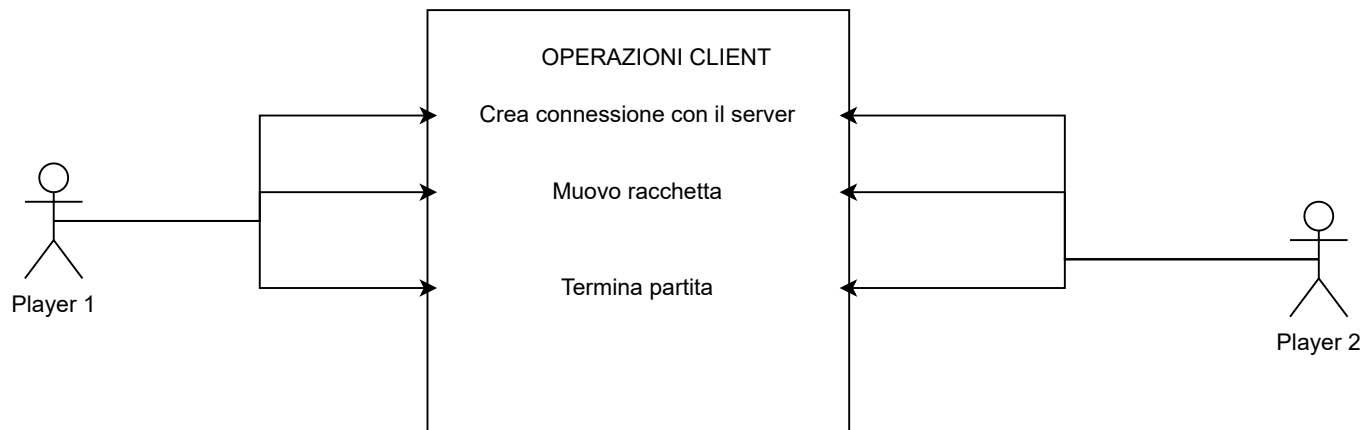 OPERAZIONI CLIENT
Crea connessione con il server
Muovo racchetta
Termina partita
Player 1
Player 2